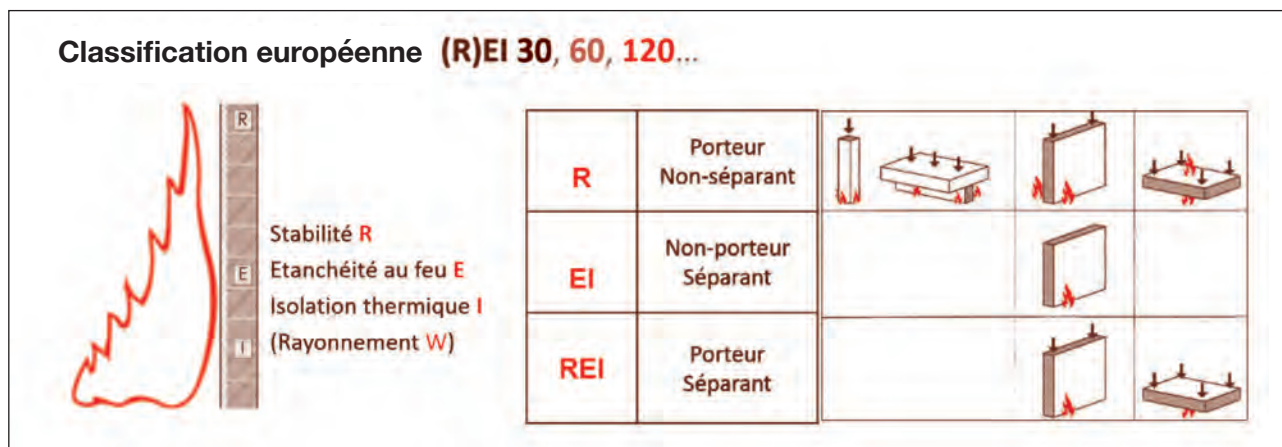 Classification européenne (R)EI 30, 60, 120...
R
E
I
Stabilité R
Etanchéité au feu E
Isolation thermique I
(Rayonnement W)
R
Porteur
Non-séparant
EI
Non-porteur
Séparant
REI
Porteur
Séparant